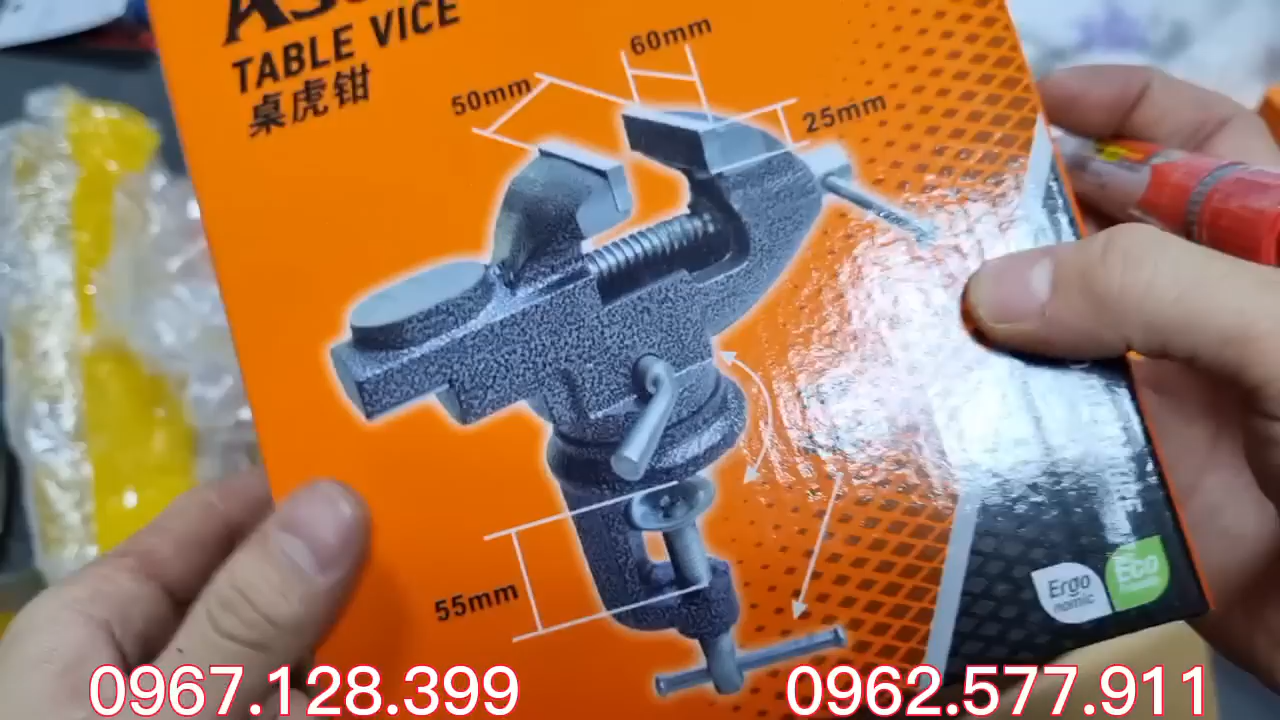 TABLE VICE
桌虎钳
60mm
50mm
25mm
55mm
Ergo
nomic
Eco
0967.128.399
0962.577.911